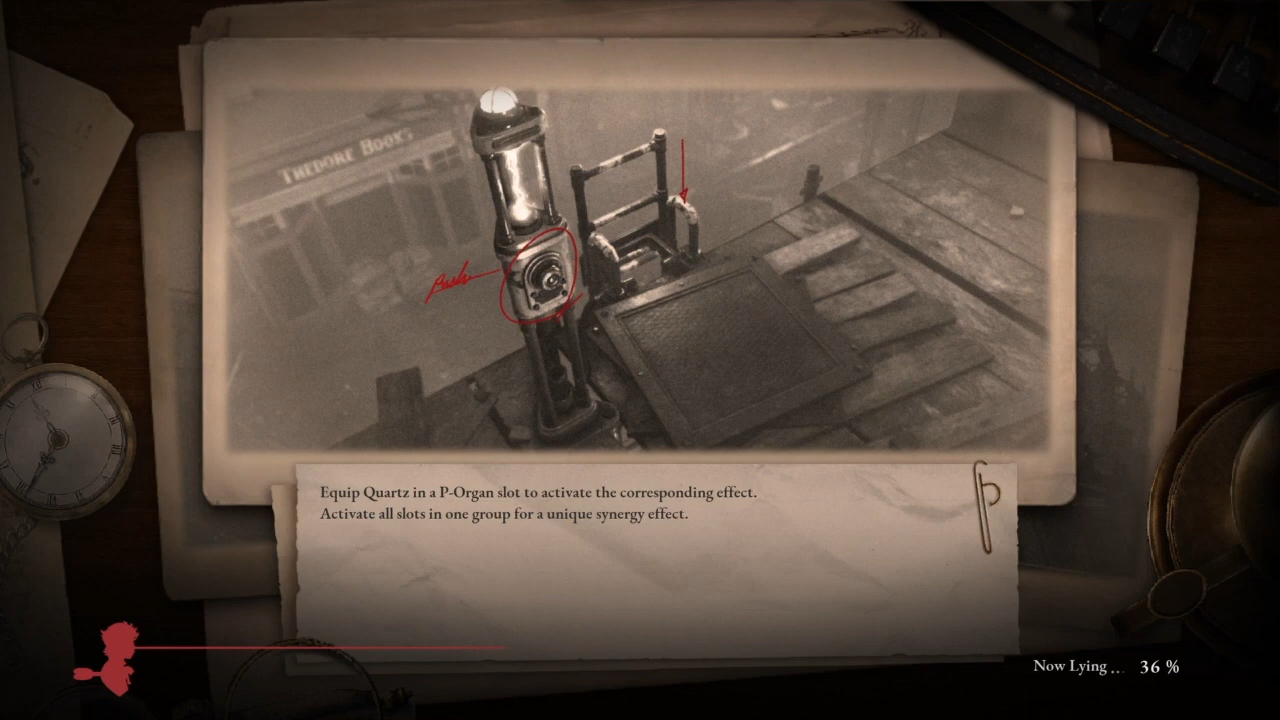 THEDORE BOOK'S
Equip Quartz in a P-Organ slot to activate the corresponding effect.
Activate all slots in one group for a unique synergy effect.
Now Lying ... 36 %